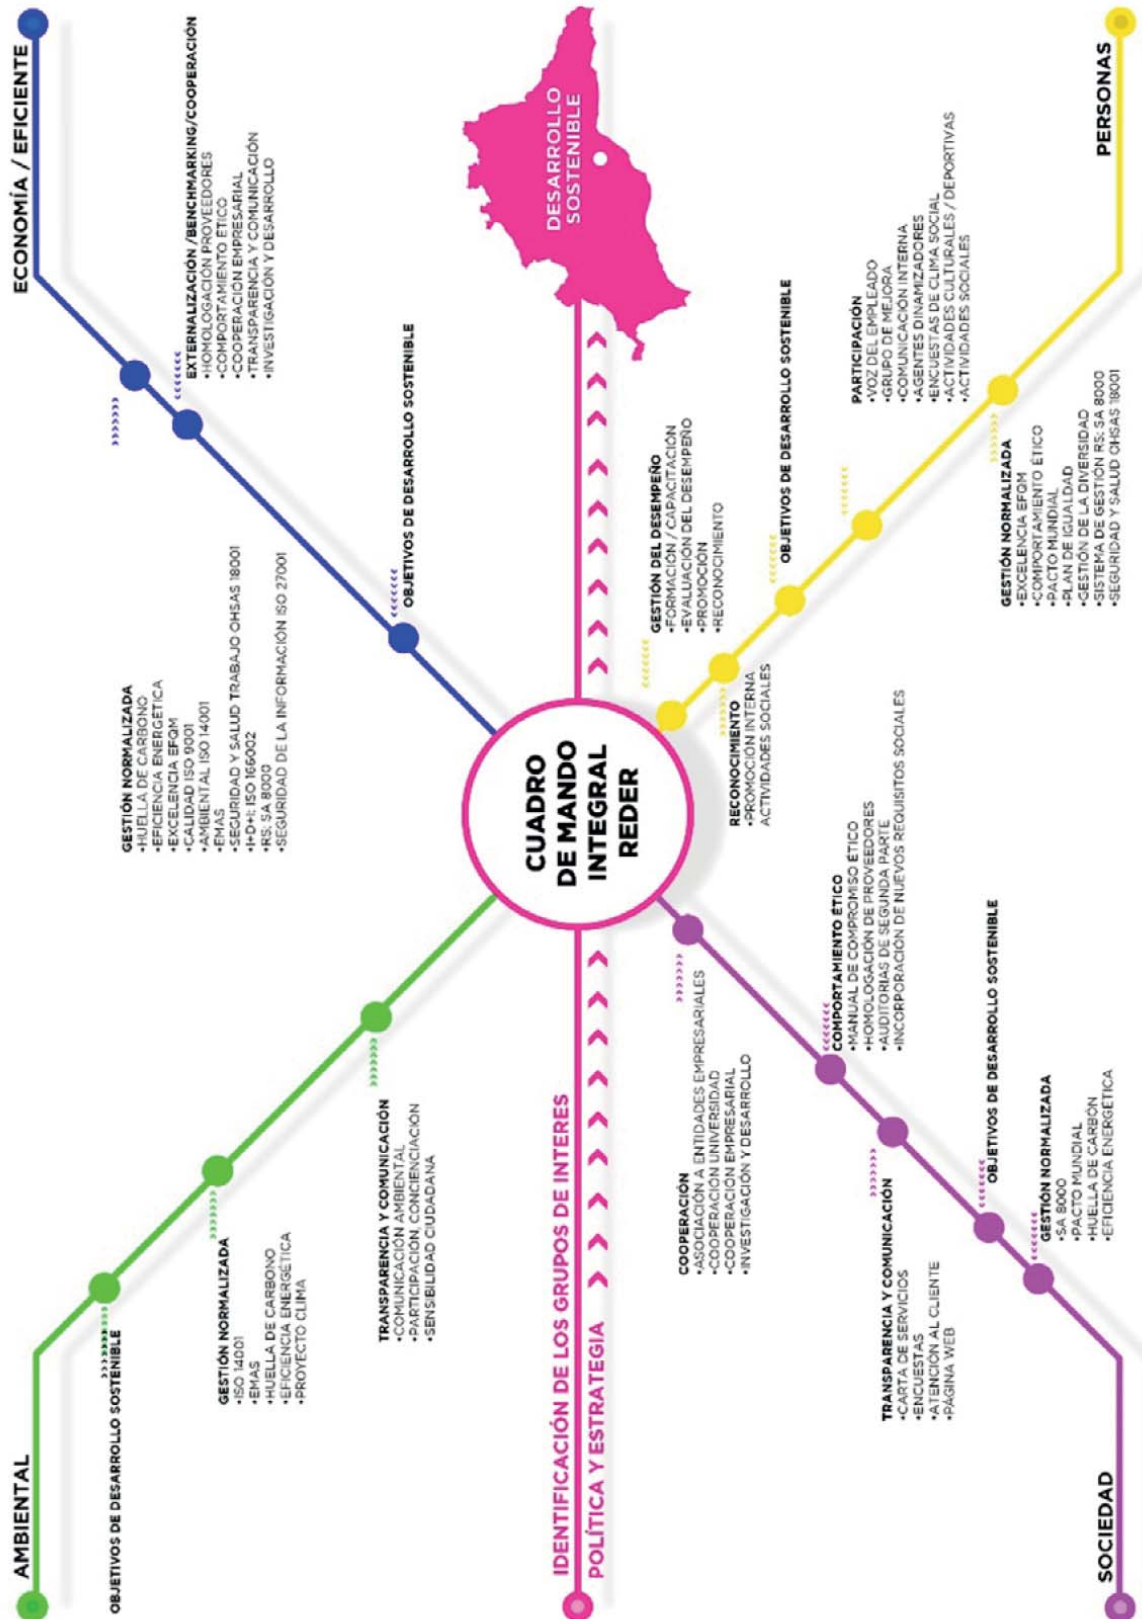 AMBIENTAL
OBJETIVOS DE DESARROLLO SOSTENIBLE
GESTIÓN NORMALIZADA
•ISO 14001
•EMAS
•HUELLA DE CARBONO
•EFICIENCIA ENERGÉTICA
•PROYECTO CLIMA
TRANSPARENCIA Y COMUNICACIÓN
•COMUNICACIÓN AMBIENTAL
•PARTICIPACIÓN, CONCIENCIACIÓN
•SENSIBILIDAD CIUDADANA
ECONOMÍA / EFICIENTE
GESTIÓN NORMALIZADA
•HUELLA DE CARBONO
•EFICIENCIA ENERGÉTICA
•EXCELENCIA EFQM
•CALIDAD ISO 9001
•AMBIENTAL ISO 14001
•EMAS
•SEGURIDAD Y SALUD TRABAJO OHSAS 18001
•I+D+I: ISO 166002
•RS: SA 8000
•SEGURIDAD DE LA INFORMACIÓN ISO 27001
EXTERNALIZACIÓN /BENCHMARKING/COOPERACIÓN
•HOMOLOGACIÓN PROVEEDORES
•COMPORTAMIENTO ÉTICO
•COOPERACIÓN EMPRESARIAL
•TRANSPARENCIA Y COMUNICACIÓN
•INVESTIGACIÓN Y DESARROLLO
OBJETIVOS DE DESARROLLO SOSTENIBLE
IDENTIFICACIÓN DE LOS GRUPOS DE INTERES
POLÍTICA Y ESTRATEGIA
CUADRO
DE MANDO
INTEGRAL
REDER
DESARROLLO
SOSTENIBLE
COOPERACIÓN
•ASOCIACIÓN A ENTIDADES EMPRESARIALES
•COOPERACIÓN UNIVERSIDAD
•COOPERACIÓN EMPRESARIAL
•INVESTIGACIÓN Y DESARROLLO
COMPORTAMIENTO ÉTICO
•MANUAL DE COMPROMISO ÉTICO
•HOMOLOGACIÓN DE PROVEEDORES
•AUDITORIAS DE SEGUNDA PARTE
•INCORPORACIÓN DE NUEVOS REQUISITOS SOCIALES
TRANSPARENCIA Y COMUNICACIÓN
•CARTA DE SERVICIOS
•ENCUESTAS
•ATENCIÓN AL CLIENTE
•PÁGINA WEB
OBJETIVOS DE DESARROLLO SOSTENIBLE
GESTIÓN NORMALIZADA
•SA 8000
•PACTO MUNDIAL
•HUELLA DE CARBÓN
•EFICIENCIA ENERGÉTICA
SOCIEDAD
GESTIÓN DEL DESEMPEÑO
•FORMACIÓN / CAPACITACIÓN
•EVALUACIÓN DEL DESEMPEÑO
•PROMOCIÓN
•RECONOCIMIENTO
RECONOCIMIENTO
•PROMOCIÓN INTERNA
ACTIVIDADES SOCIALES
OBJETIVOS DE DESARROLLO SOSTENIBLE
PARTICIPACIÓN
•VOZ DEL EMPLEADO
•GRUPO DE MEJORA
•COMUNICACIÓN INTERNA
•AGENTES DINAMIZADORES
•ENCUESTAS DE CLIMA SOCIAL
•ACTIVIDADES CULTURALES / DEPORTIVAS
•ACTIVIDADES SOCIALES
GESTIÓN NORMALIZADA
•EXCELENCIA EFQM
•COMPORTAMIENTO ÉTICO
•PACTO MUNDIAL
•PLAN DE IGUALDAD
•GESTIÓN DE LA DIVERSIDAD
•SISTEMA DE GESTIÓN RS: SA 8000
•SEGURIDAD Y SALUD OHSAS 18001
PERSONAS